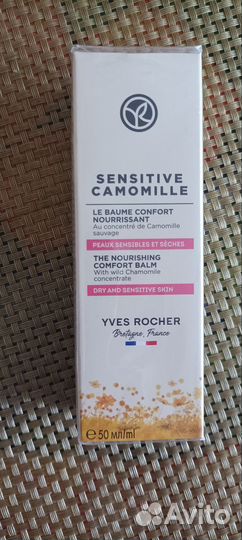 YR
SENSITIVE
CAMOMILLE
LE BAUME CONFORT
NOURRISSANT
Au concentré de Camomille
sauvage
PEAUX SENSIBLES ET SÈCHES
THE NOURISHING
COMFORT BALM
With wild Chamomile
concentrate
DRY AND SENSITIVE SKIN
YVES ROCHER
Bretagne, France
℮ 50 мл/ml
Avito